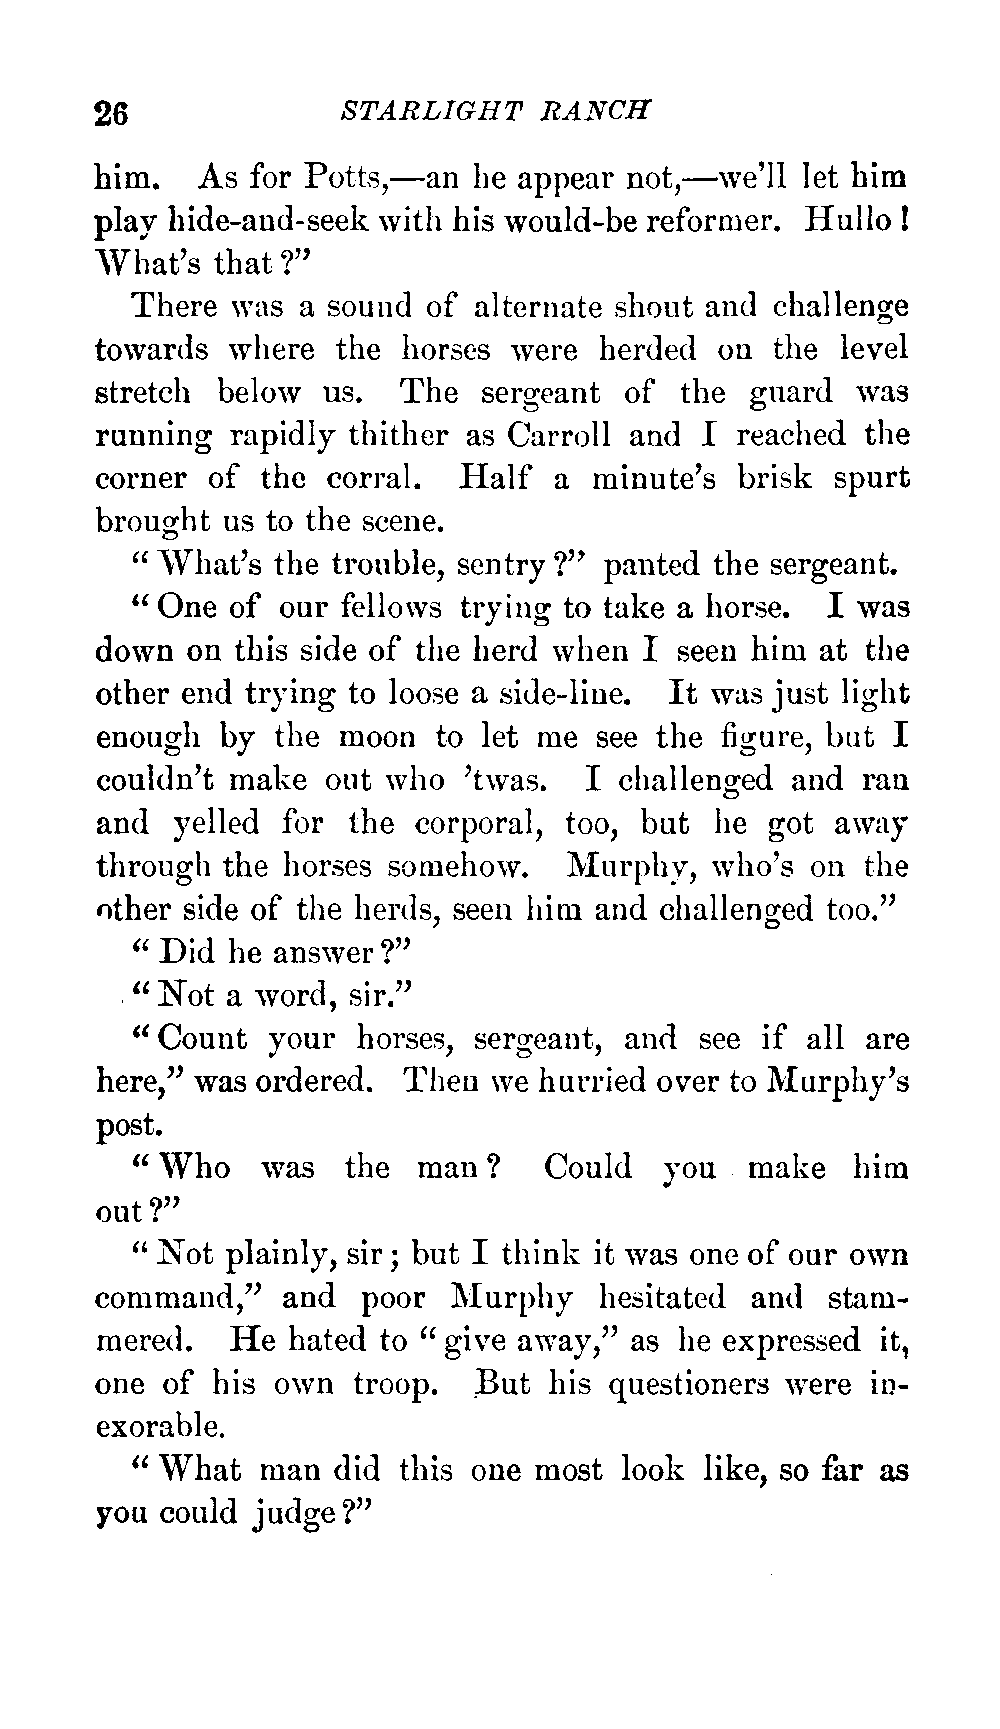 26 STARLIGHT RANCH
him. As for Potts,—an he appear not,—we'll let him
play hide-and-seek with his would-be reformer. Hullo!
What's that?"
There was a sound of alternate shout and challenge
towards where the horses were herded on the level
stretch below us. The sergeant of the guard was
running rapidly thither as Carroll and I reached the
corner of the corral. Half a minute's brisk spurt
brought us to the scene.
"What's the trouble, sentry?" panted the sergeant.
"One of our fellows trying to take a horse. I was
down on this side of the herd when I seen him at the
other end trying to loose a side-line. It was just light
enough by the moon to let me see the figure, but I
couldn't make out who 'twas. I challenged and ran
and yelled for the corporal, too, but he got away
through the horses somehow. Murphy, who's on the
other side of the herds, seen him and challenged too."
"Did he answer?"
"Not a word, sir."
"Count your horses, sergeant, and see if all are
here," was ordered. Then we hurried over to Murphy's
post.
"Who was the man? Could you make him
out?"
"Not plainly, sir; but I think it was one of our own
command," and poor Murphy hesitated and stam-
mered. He hated to "give away," as he expressed it,
one of his own troop. But his questioners were in-
exorable.
"What man did this one most look like, so far as
you could judge?"